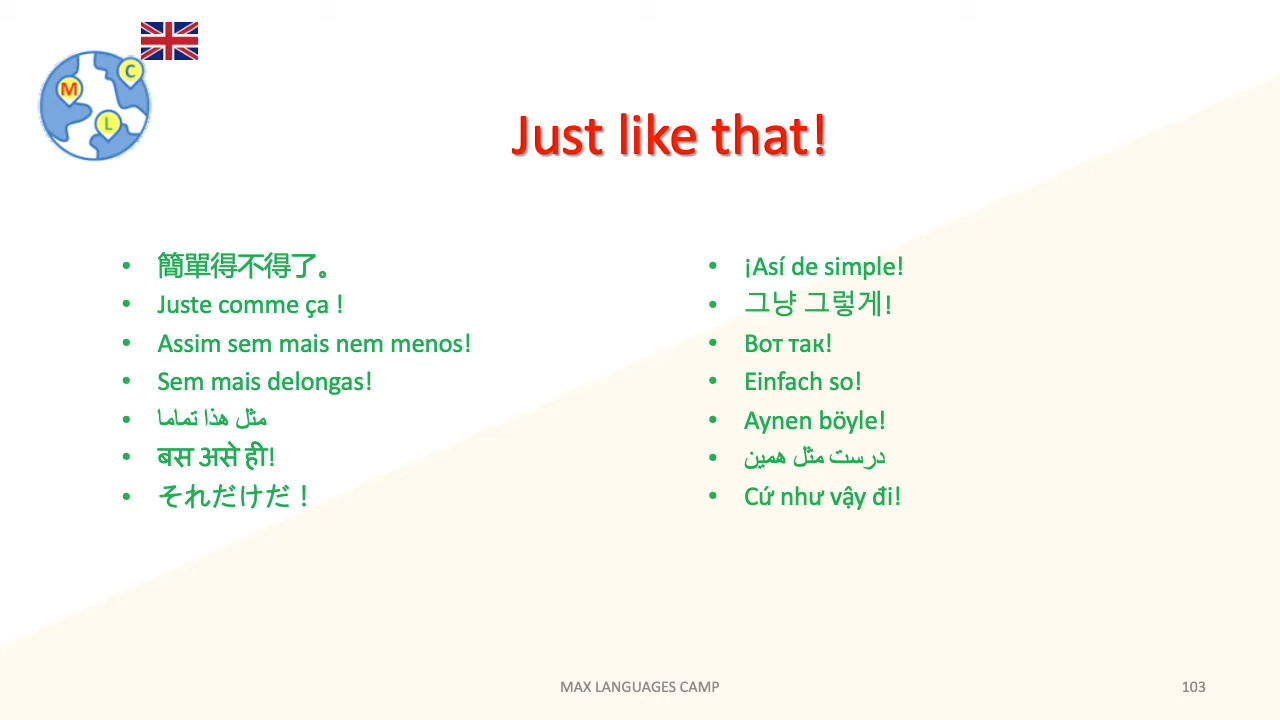 C
M
L
Just like that!
• 簡單得不得了。
• Juste comme ça !
• Assim sem mais nem menos!
• Sem mais delongas!
• مثل هذا تماما
• बस असे ही!
• それだけだ！
• ¡Así de simple!
• 그냥 그렇게!
• Вот так!
• Einfach so!
• Aynen böyle!
• درست مثل همین
• Cứ như vậy đi!
MAX LANGUAGES CAMP
103